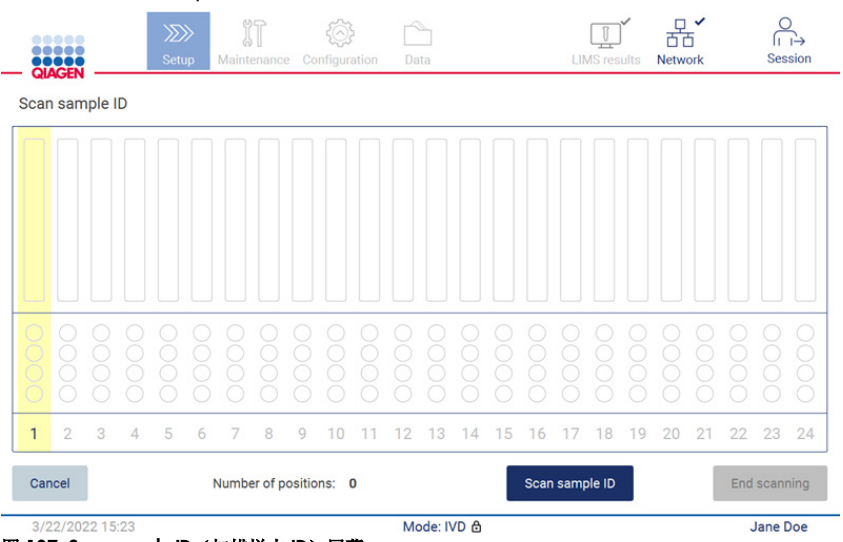 QIAGEN
Setup Maintenance Configuration Data LIMS results Network Session
Scan sample ID
1 2 3 4 5 6 7 8 9 10 11 12 13 14 15 16 17 18 19 20 21 22 23 24
Cancel Number of positions: 0 Scan sample ID End scanning
3/22/2022 15:23 Mode: IVD Jane Doe